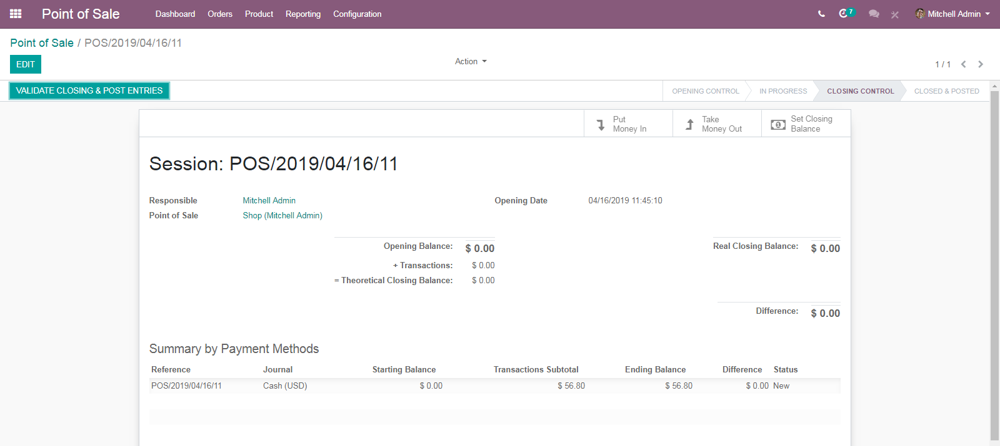 Point of Sale Dashboard Orders Product Reporting Configuration 7 Mitchell Admin
Point of Sale / POS/2019/04/16/11
EDIT Action 1 / 1
VALIDATE CLOSING & POST ENTRIES OPENING CONTROL IN PROGRESS CLOSING CONTROL CLOSED & POSTED
Put
Money In
Take
Money Out
Set Closing
Balance
Session: POS/2019/04/16/11
Responsible Mitchell Admin Opening Date 04/16/2019 11:45:10
Point of Sale Shop (Mitchell Admin)
Opening Balance: $ 0.00 Real Closing Balance: $ 0.00
+ Transactions: $ 0.00
= Theoretical Closing Balance: $ 0.00
Difference: $ 0.00
Summary by Payment Methods
Reference Journal Starting Balance Transactions Subtotal Ending Balance Difference Status
POS/2019/04/16/11 Cash (USD) $ 0.00 $ 56.80 $ 56.80 $ 0.00 New